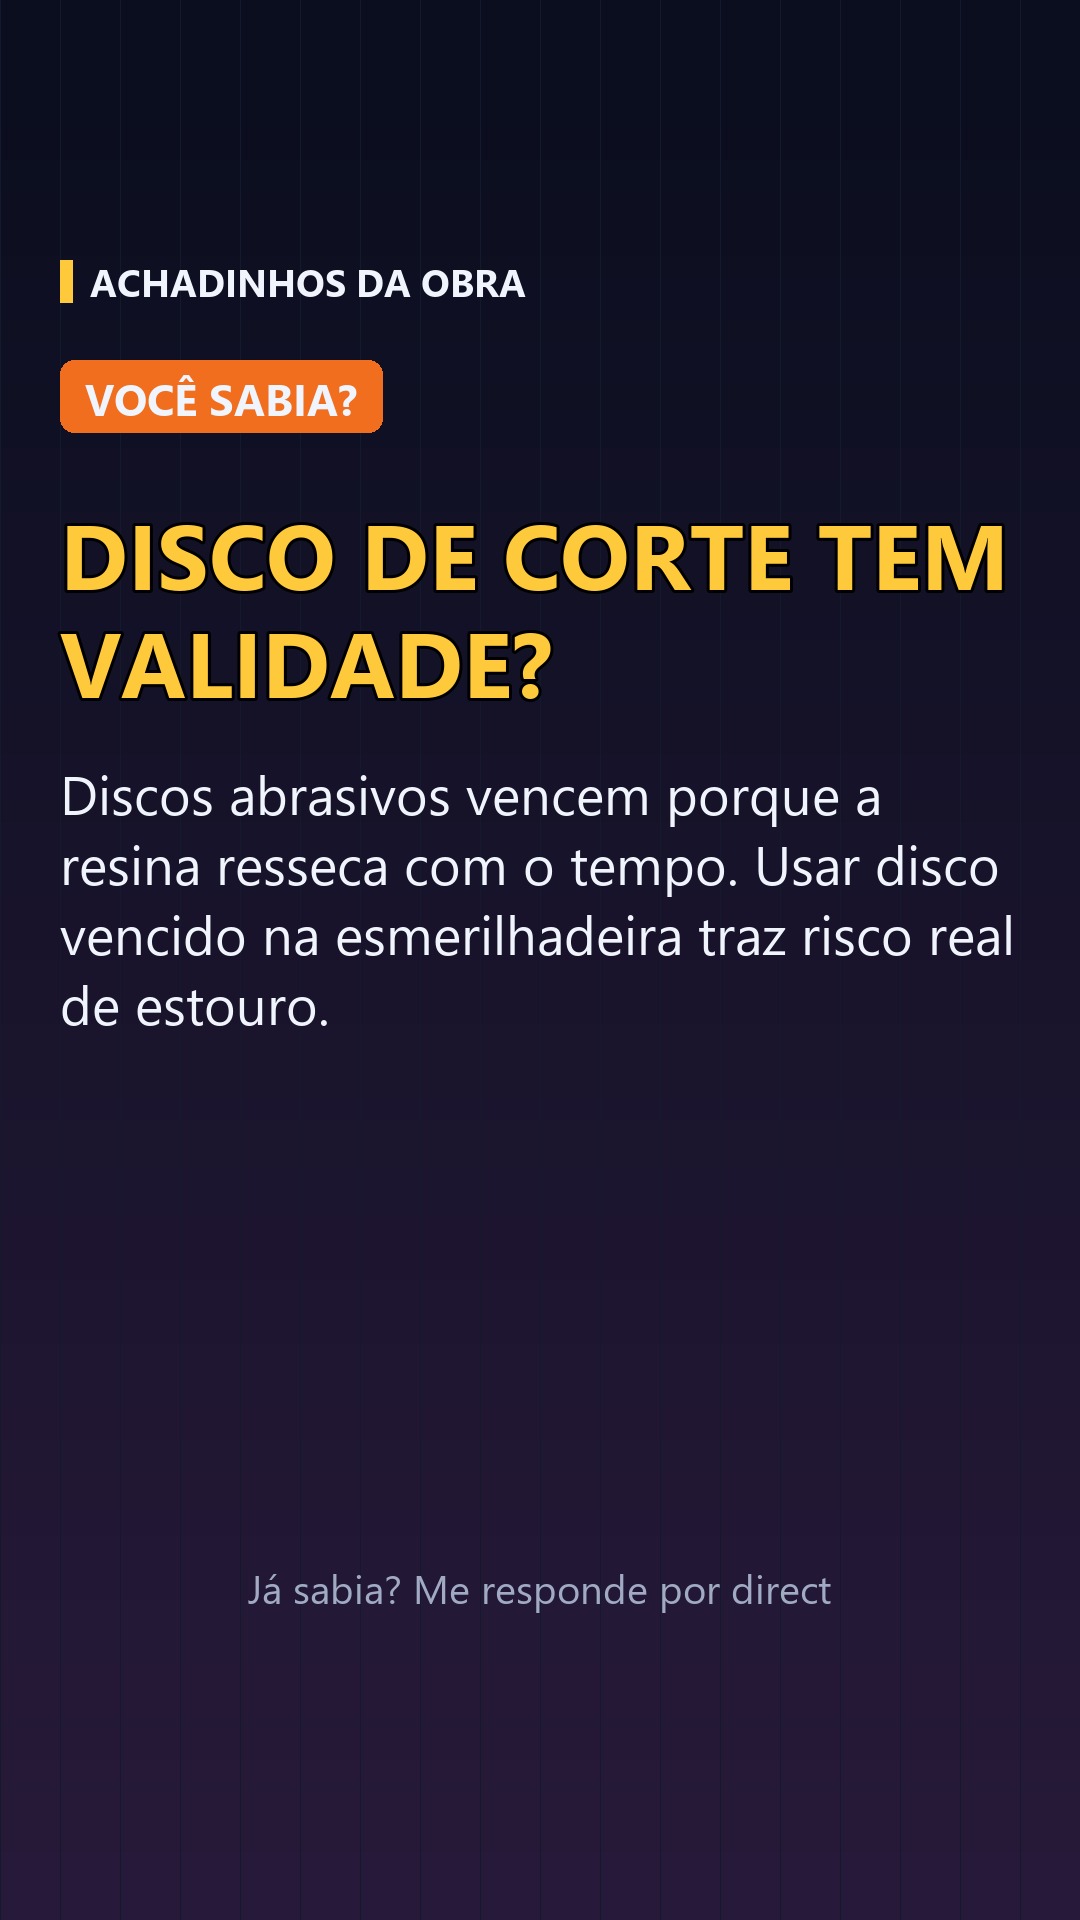 ACHADINHOS DA OBRA
VOCÊ SABIA?
DISCO DE CORTE TEM
VALIDADE?
Discos abrasivos vencem porque a
resina resseca com o tempo. Usar disco
vencido na esmerilhadeira traz risco real
de estouro.
Já sabia? Me responde por direct